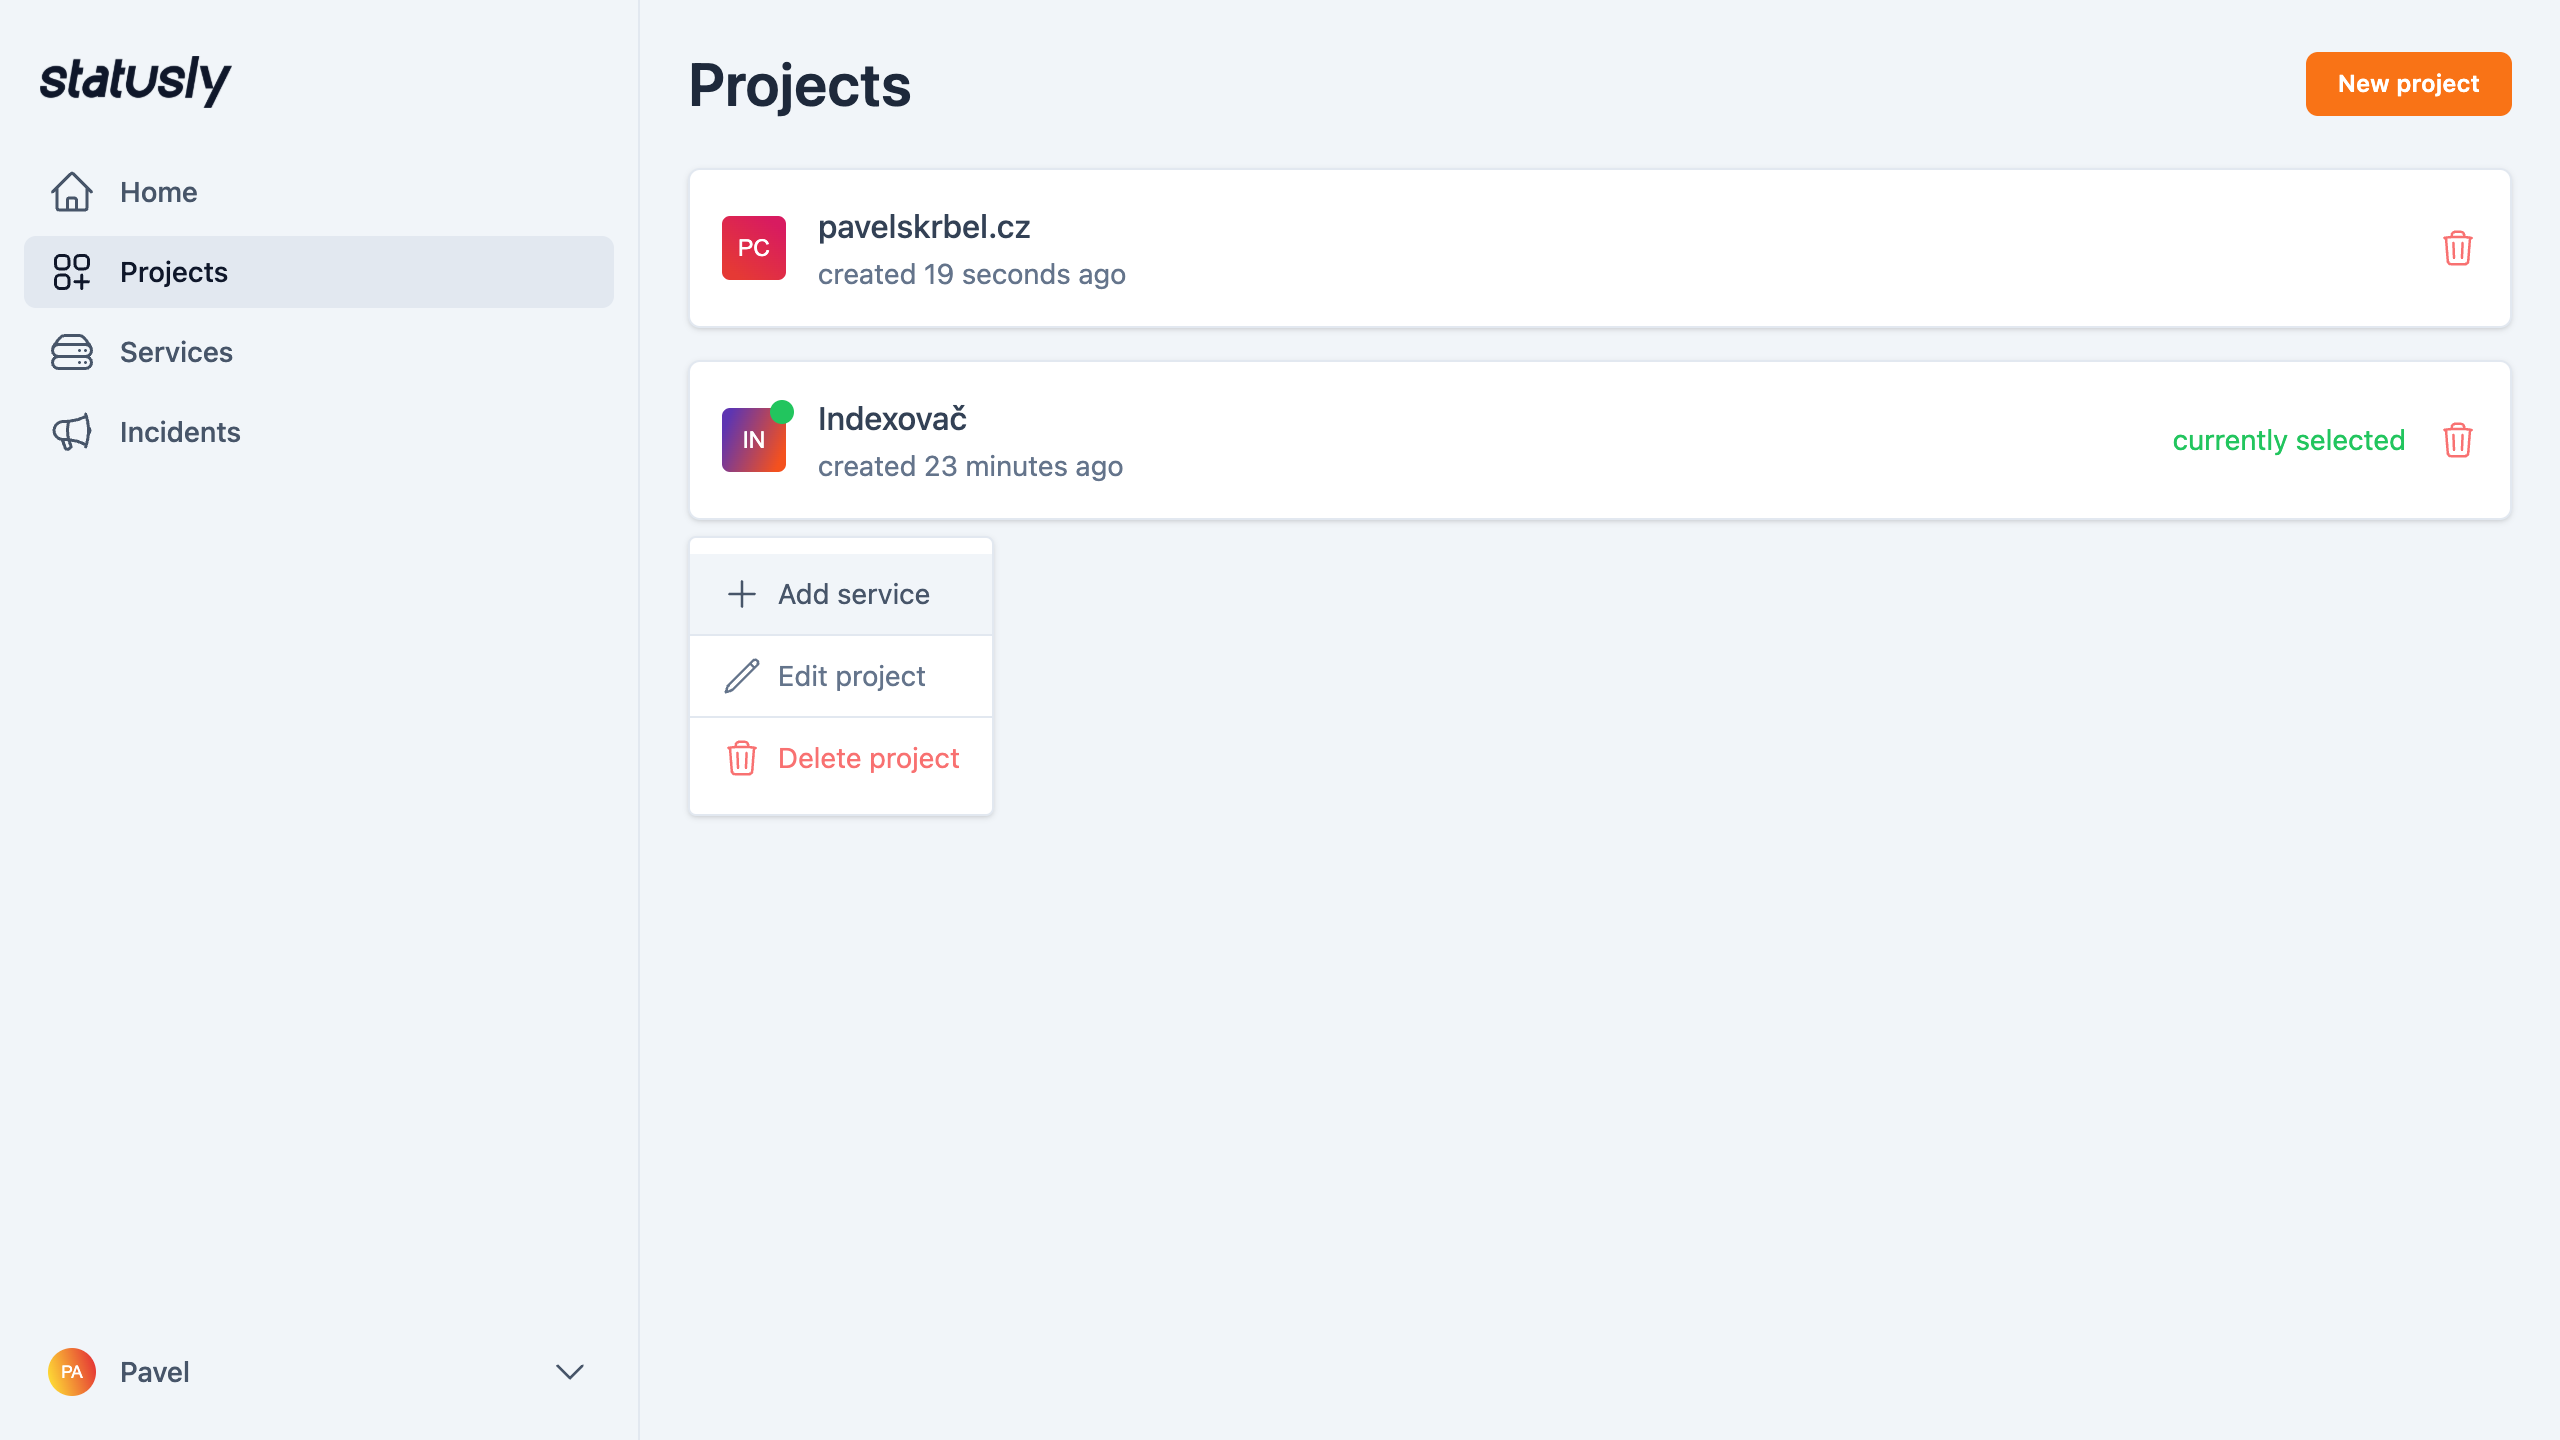 statusly
Home
Projects
Services
Incidents
PA Pavel
Projects
New project
PC
pavelskrbel.cz
created 19 seconds ago
IN
Indexovač
created 23 minutes ago
currently selected
Add service
Edit project
Delete project